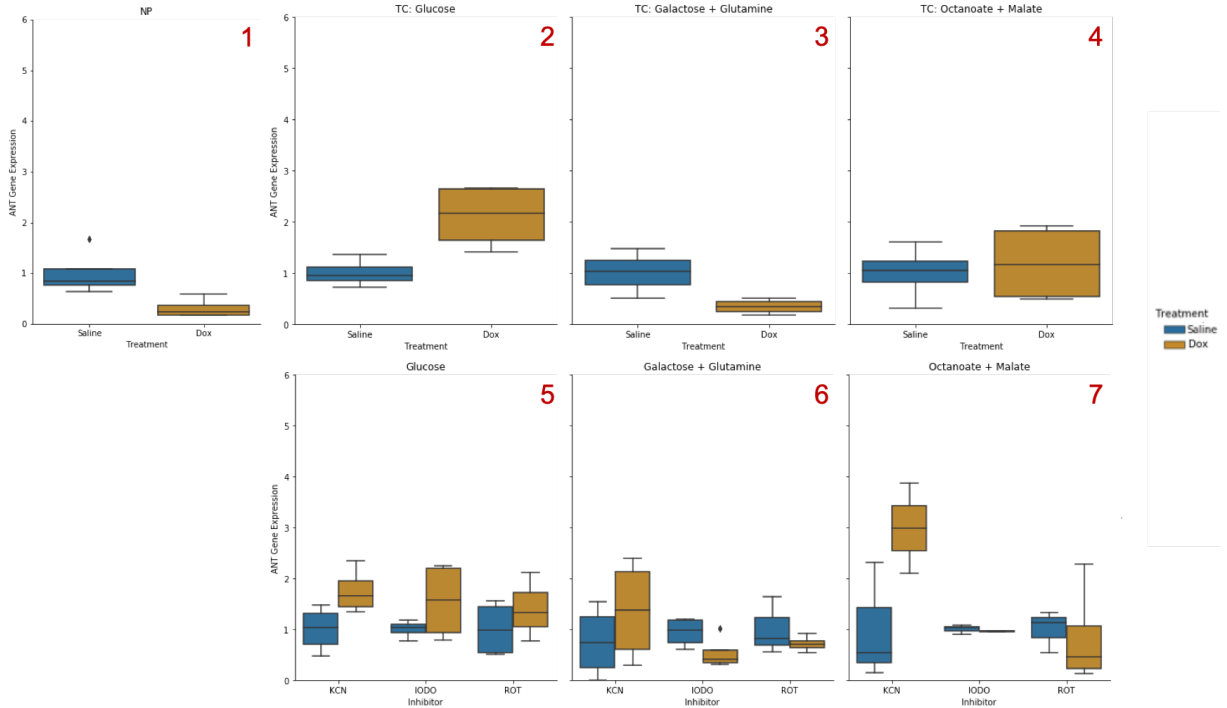 NP
1
6
5
4
3
2
1
0
ANT Gene Expression
Saline
Dox
Treatment
TC: Glucose
2
6
5
4
3
2
1
0
ANT Gene Expression
Saline
Dox
Treatment
TC: Galactose + Glutamine
3
Saline
Dox
Treatment
TC: Octanoate + Malate
4
Saline
Dox
Treatment
Treatment
Saline
Dox
Glucose
5
6
5
4
3
2
1
0
ANT Gene Expression
KCN
IODO
ROT
Inhibitor
Galactose + Glutamine
6
KCN
IODO
ROT
Inhibitor
Octanoate + Malate
7
KCN
IODO
ROT
Inhibitor